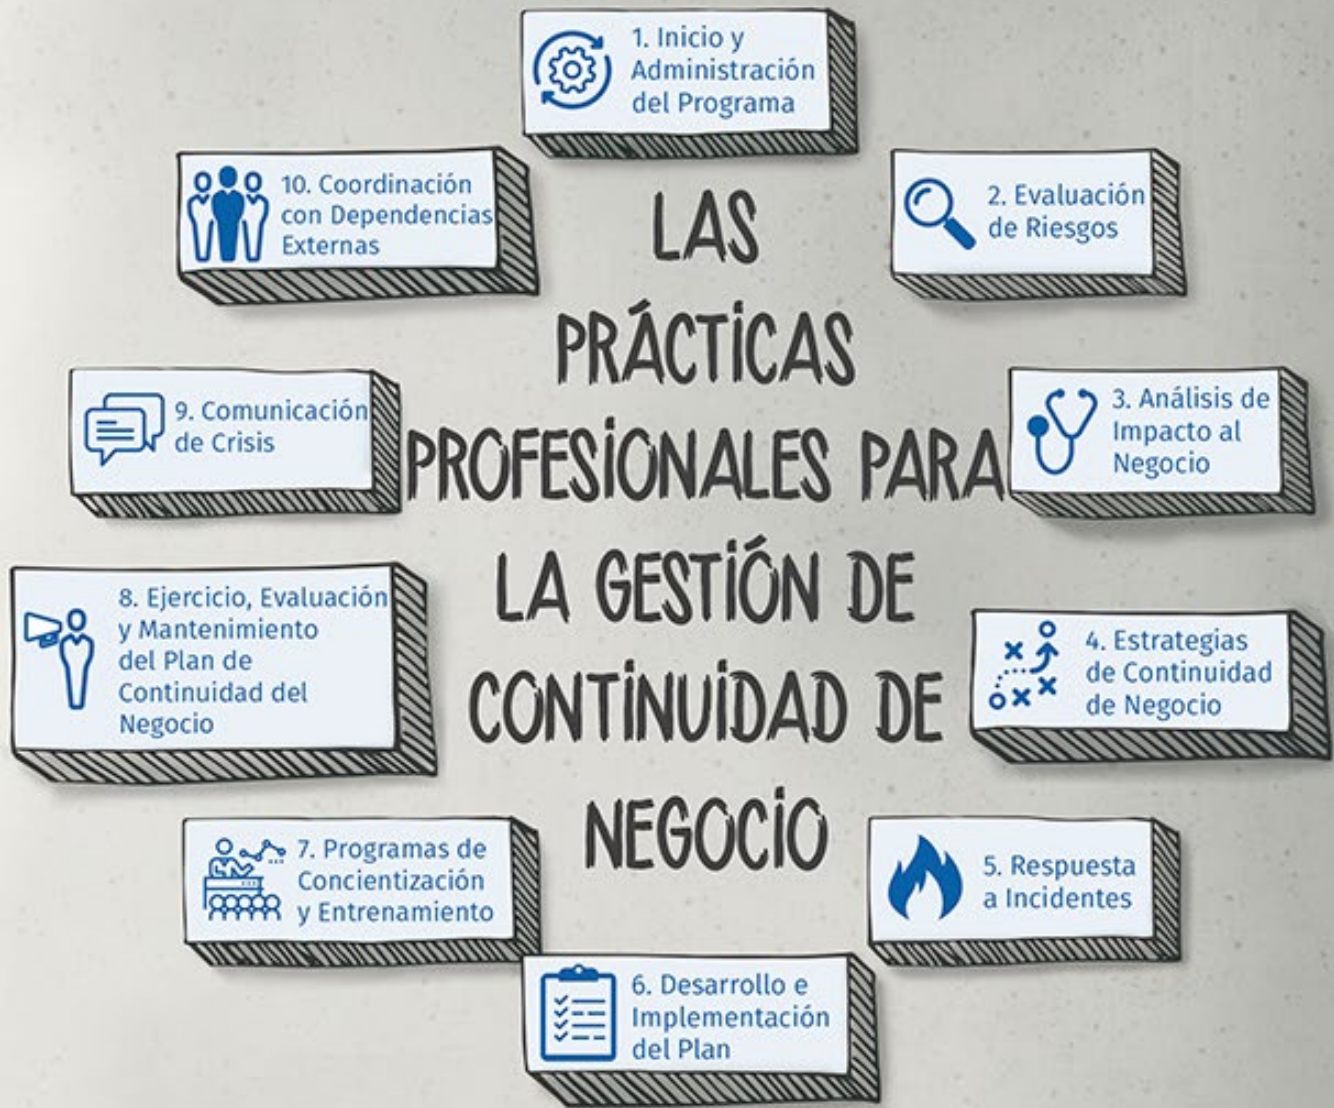 LAS
PRÁCTICAS
PROFESIONALES PARA
LA GESTIÓN DE
CONTINUIDAD DE
NEGOCIO
1. Inicio y
Administración
del Programa
2. Evaluación
de Riesgos
3. Análisis de
Impacto al
Negocio
4. Estrategias
de Continuidad
de Negocio
5. Respuesta
a Incidentes
6. Desarrollo e
Implementación
del Plan
7. Programas de
Concientización
y Entrenamiento
8. Ejercicio, Evaluación
y Mantenimiento
del Plan de
Continuidad del
Negocio
9. Comunicación
de Crisis
10. Coordinación
con Dependencias
Externas